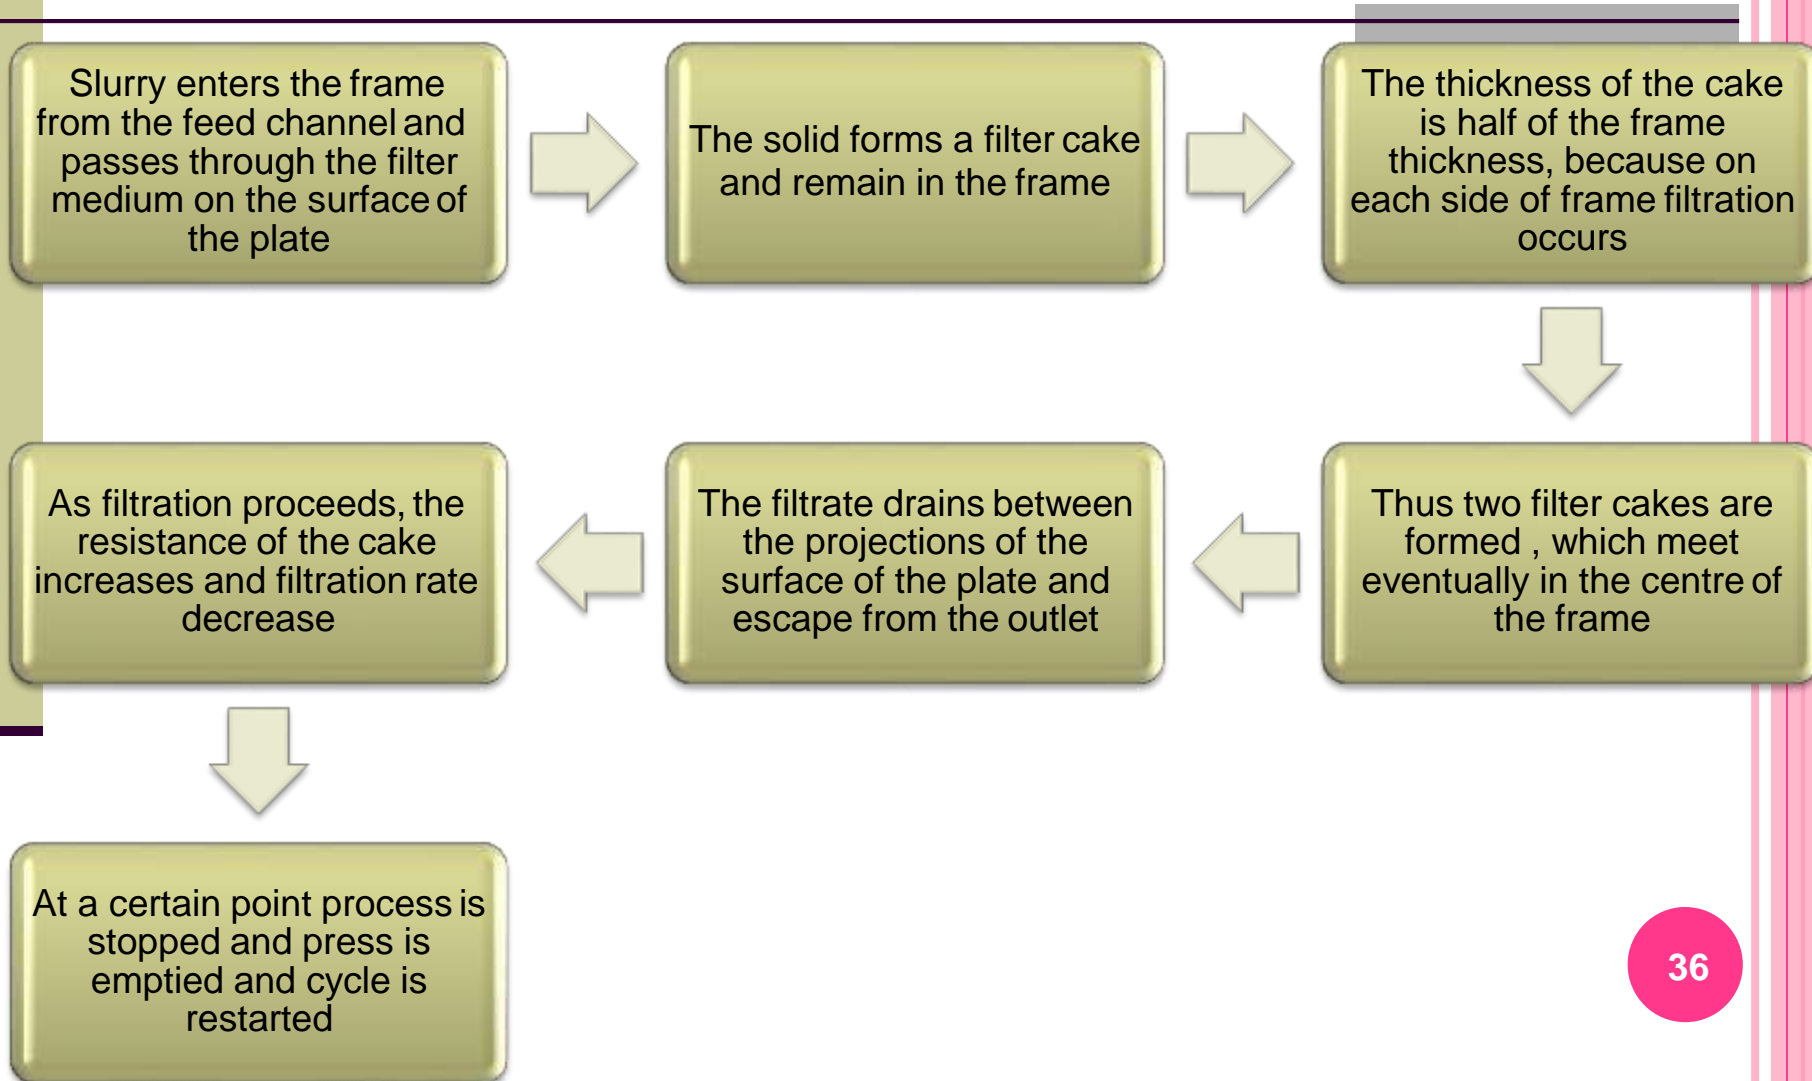 Slurry enters the frame
from the feed channel and
passes through the filter
medium on the surface of
the plate
The solid forms a filter cake
and remain in the frame
The thickness of the cake
is half of the frame
thickness, because on
each side of frame filtration
occurs
Thus two filter cakes are
formed , which meet
eventually in the centre of
the frame
The filtrate drains between
the projections of the
surface of the plate and
escape from the outlet
As filtration proceeds, the
resistance of the cake
increases and filtration rate
decrease
At a certain point process is
stopped and press is
emptied and cycle is
restarted
36